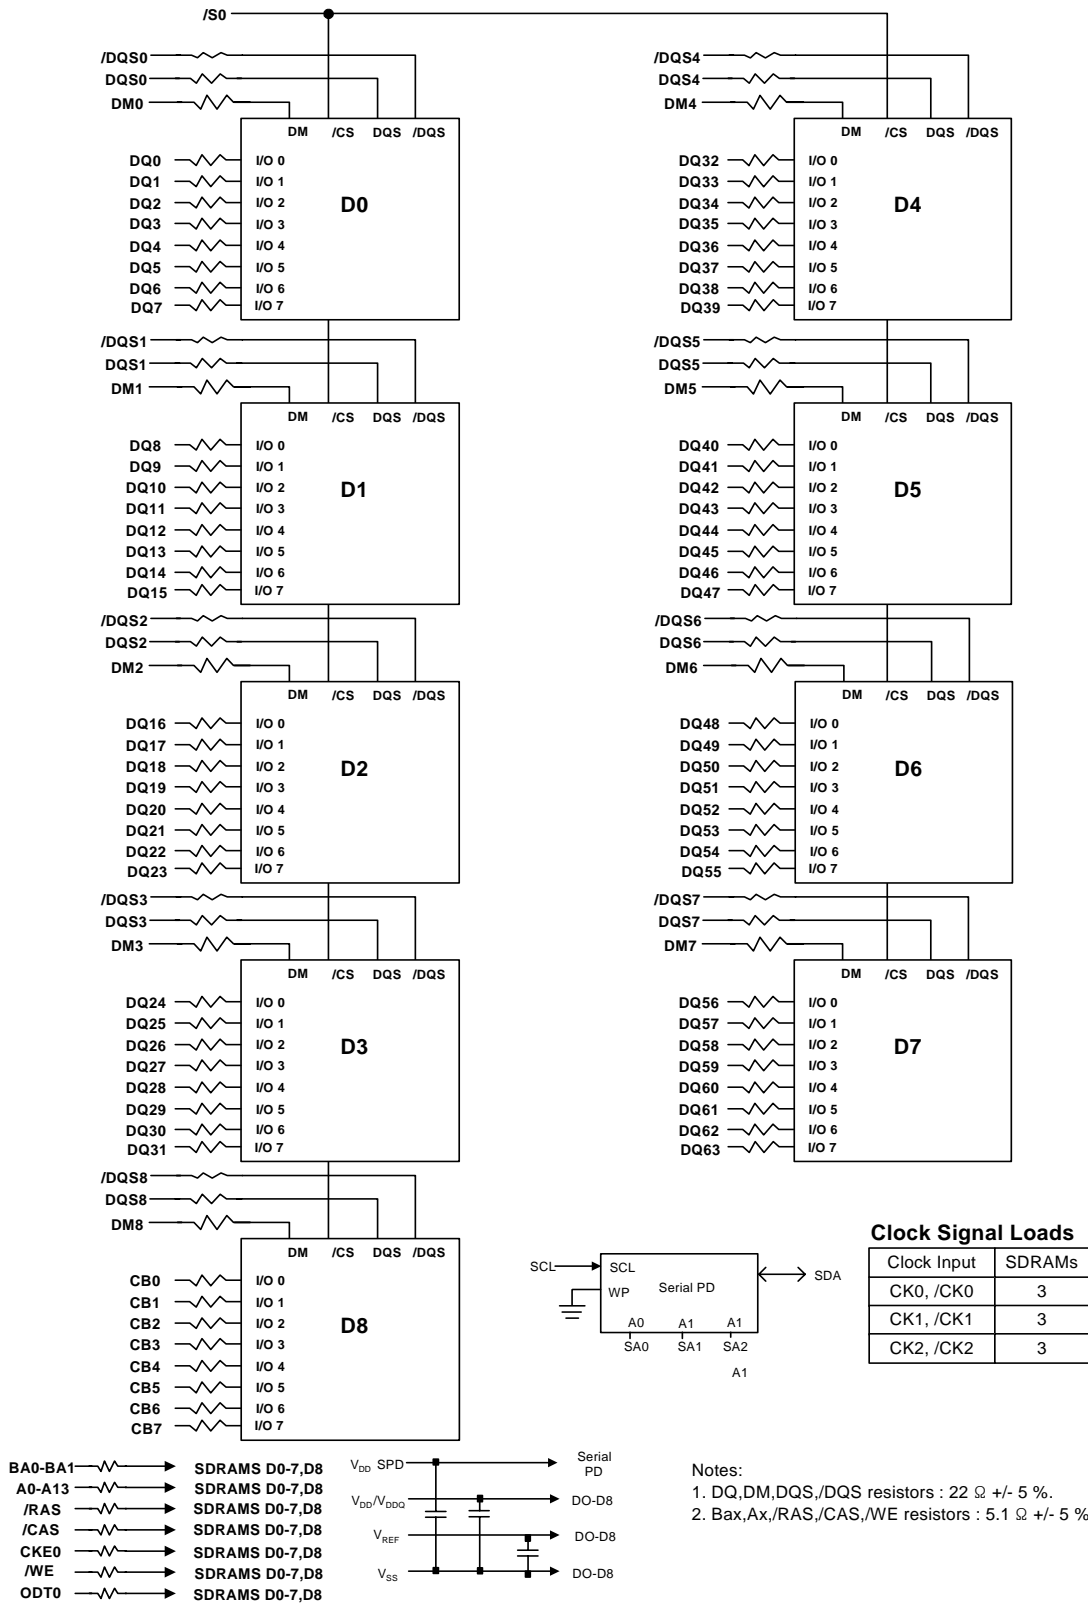 /S0
/DQS0
DQS0
DM0
DM /CS DQS /DQS
DQ0 I/O 0
DQ1 I/O 1
DQ2 I/O 2
DQ3 I/O 3
DQ4 I/O 4
DQ5 I/O 5
DQ6 I/O 6
DQ7 I/O 7
D0
/DQS1
DQS1
DM1
DM /CS DQS /DQS
DQ8 I/O 0
DQ9 I/O 1
DQ10 I/O 2
DQ11 I/O 3
DQ12 I/O 4
DQ13 I/O 5
DQ14 I/O 6
DQ15 I/O 7
D1
/DQS2
DQS2
DM2
DM /CS DQS /DQS
DQ16 I/O 0
DQ17 I/O 1
DQ18 I/O 2
DQ19 I/O 3
DQ20 I/O 4
DQ21 I/O 5
DQ22 I/O 6
DQ23 I/O 7
D2
/DQS3
DQS3
DM3
DM /CS DQS /DQS
DQ24 I/O 0
DQ25 I/O 1
DQ26 I/O 2
DQ27 I/O 3
DQ28 I/O 4
DQ29 I/O 5
DQ30 I/O 6
DQ31 I/O 7
D3
/DQS8
DQS8
DM8
DM /CS DQS /DQS
CB0 I/O 0
CB1 I/O 1
CB2 I/O 2
CB3 I/O 3
CB4 I/O 4
CB5 I/O 5
CB6 I/O 6
CB7 I/O 7
D8
/DQS4
DQS4
DM4
DM /CS DQS /DQS
DQ32 I/O 0
DQ33 I/O 1
DQ34 I/O 2
DQ35 I/O 3
DQ36 I/O 4
DQ37 I/O 5
DQ38 I/O 6
DQ39 I/O 7
D4
/DQS5
DQS5
DM5
DM /CS DQS /DQS
DQ40 I/O 0
DQ41 I/O 1
DQ42 I/O 2
DQ43 I/O 3
DQ44 I/O 4
DQ45 I/O 5
DQ46 I/O 6
DQ47 I/O 7
D5
/DQS6
DQS6
DM6
DM /CS DQS /DQS
DQ48 I/O 0
DQ49 I/O 1
DQ50 I/O 2
DQ51 I/O 3
DQ52 I/O 4
DQ53 I/O 5
DQ54 I/O 6
DQ55 I/O 7
D6
/DQS7
DQS7
DM7
DM /CS DQS /DQS
DQ56 I/O 0
DQ57 I/O 1
DQ58 I/O 2
DQ59 I/O 3
DQ60 I/O 4
DQ61 I/O 5
DQ62 I/O 6
DQ63 I/O 7
D7
SCL SCL
WP Serial PD
SDA
A0 A1 A1
SA0 SA1 SA2
A1
Clock Signal Loads
Clock Input SDRAMs
CK0, /CK0 3
CK1, /CK1 3
CK2, /CK2 3
BA0-BA1 SDRAMS D0-7,D8
A0-A13 SDRAMS D0-7,D8
/RAS SDRAMS D0-7,D8
/CAS SDRAMS D0-7,D8
CKE0 SDRAMS D0-7,D8
/WE SDRAMS D0-7,D8
ODT0 SDRAMS D0-7,D8
VDD SPD Serial
PD
VDD/VDDQ DO-D8
VREF DO-D8
VSS DO-D8
Notes:
1. DQ,DM,DQS,/DQS resistors : 22 Ω +/- 5 %.
2. Bax,Ax,/RAS,/CAS,/WE resistors : 5.1 Ω +/- 5 %